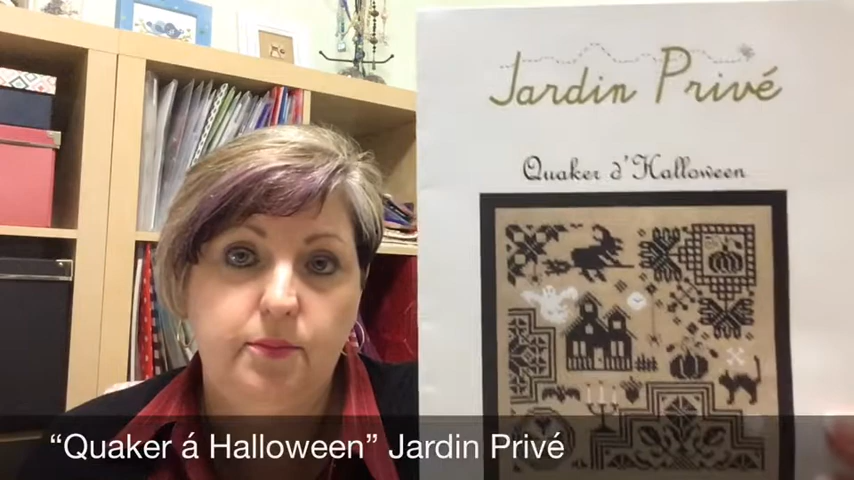 Jardin Privé
Quaker d'Halloween
“Quaker á Halloween” Jardin Privé